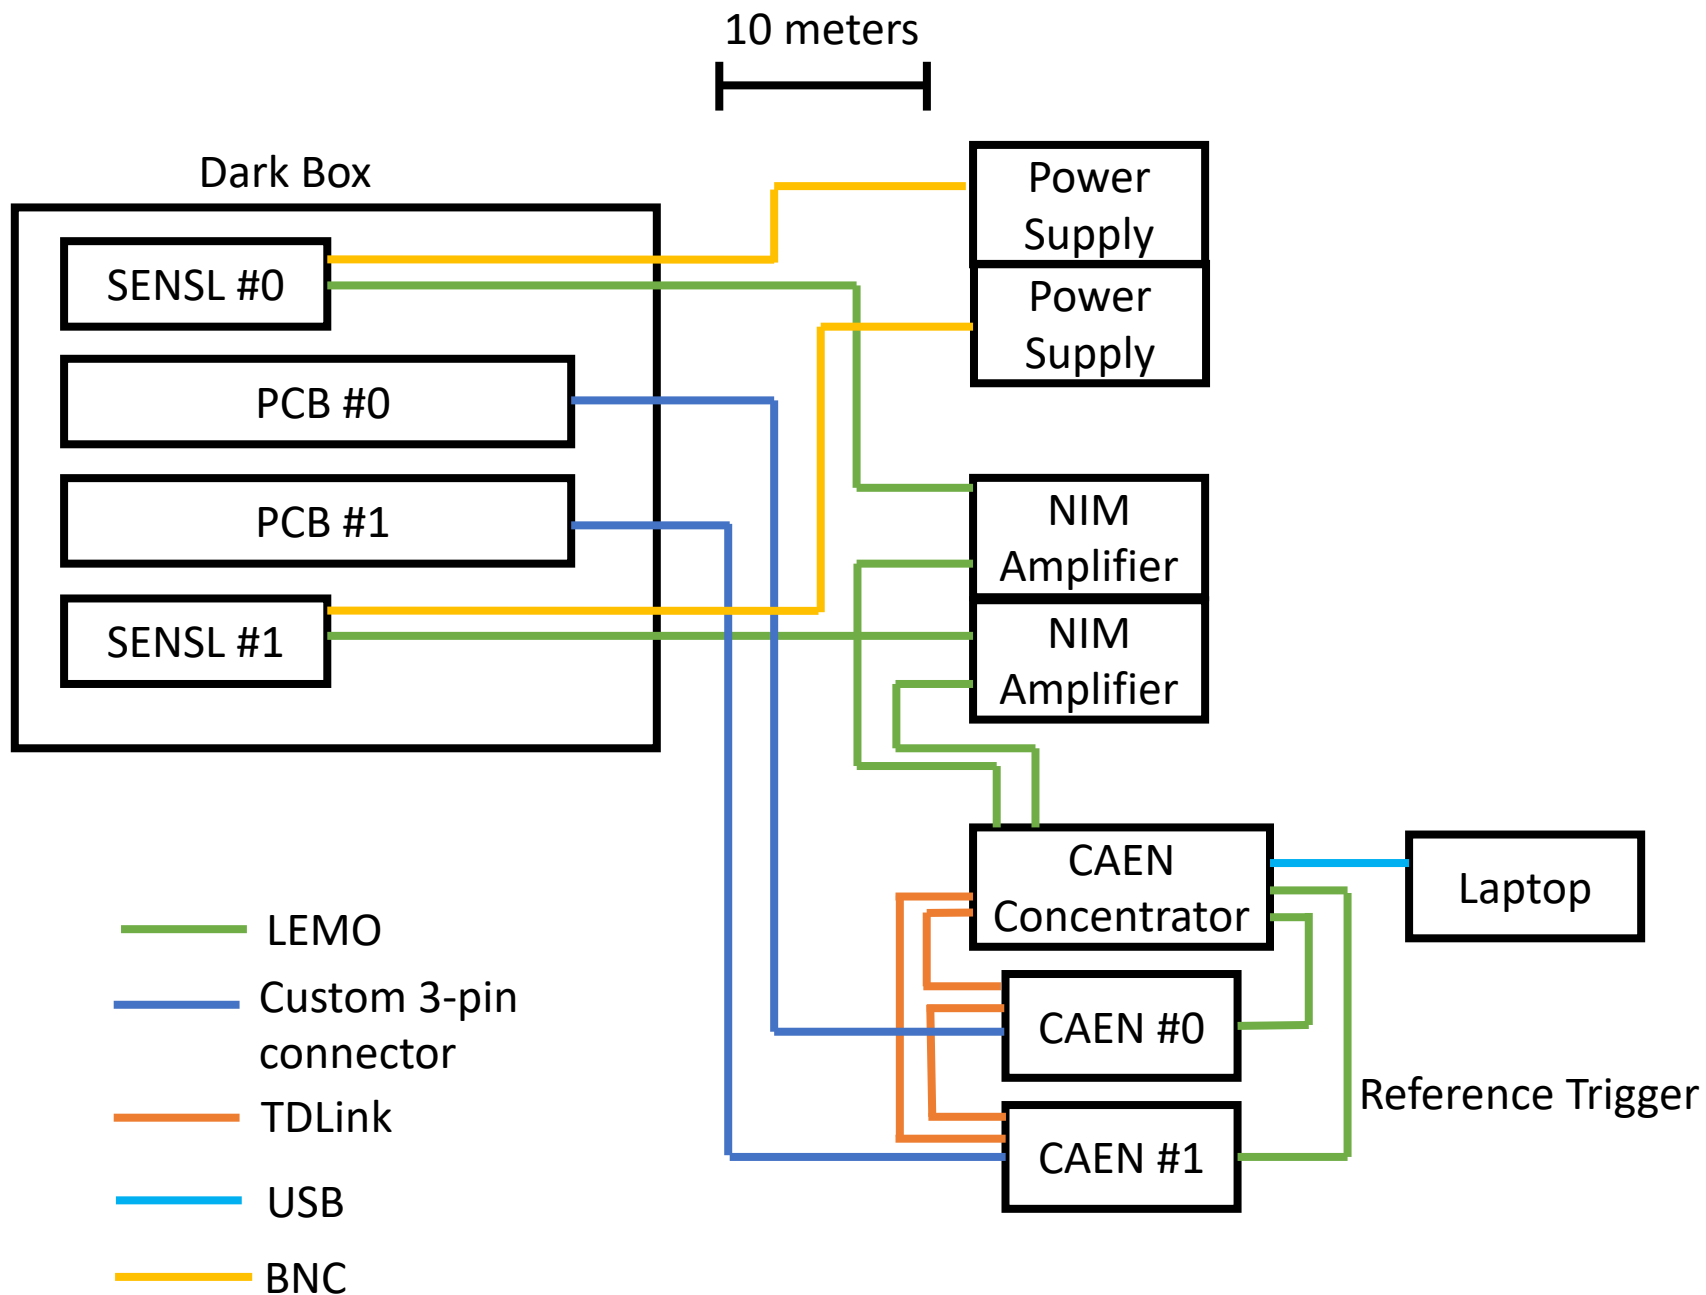 10 meters
Dark Box
SENSL #0
PCB #0
PCB #1
SENSL #1
Power
Supply
Power
Supply
NIM
Amplifier
NIM
Amplifier
CAEN
Concentrator
Laptop
CAEN #0
CAEN #1
Reference Trigger
LEMO
Custom 3-pin
connector
TDLink
USB
BNC